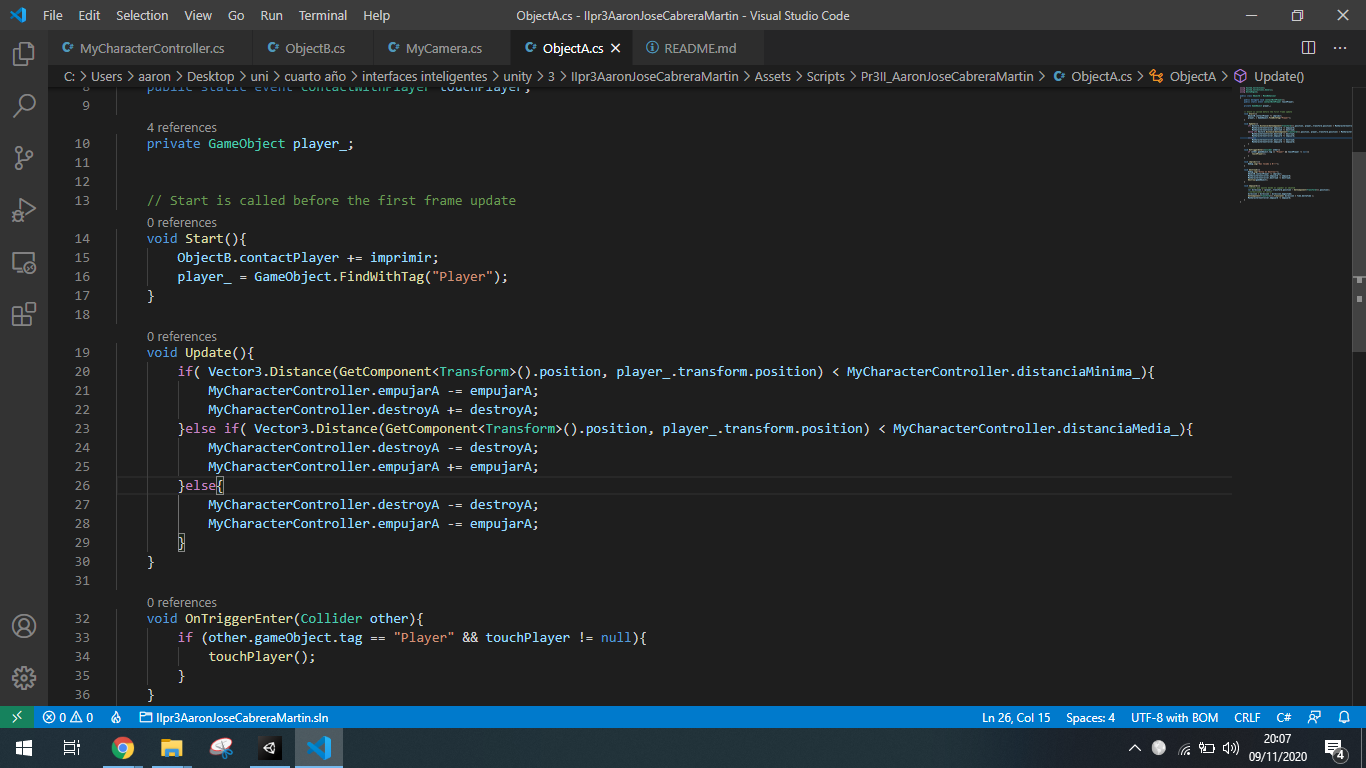 File Edit Selection View Go Run Terminal Help ObjectA.cs - IIpr3AaronJoseCabreraMartin - Visual Studio Code
C# MyCharacterController.cs C# ObjectB.cs C# MyCamera.cs C# ObjectA.cs README.md
C: > Users > aaron > Desktop > uni > cuarto año > interfaces inteligentes > unity > 3 > IIpr3AaronJoseCabreraMartin > Assets > Scripts > Pr3II_AaronJoseCabreraMartin > C# ObjectA.cs > ObjectA > Update()
8 public static event ContactWithPlayer touchPlayer;
9
4 references
10 private GameObject player_;
11
12
13 // Start is called before the first frame update
0 references
14 void Start(){
15 ObjectB.contactPlayer += imprimir;
16 player_ = GameObject.FindWithTag("Player");
17 }
18
0 references
19 void Update(){
20 if( Vector3.Distance(GetComponent<Transform>().position, player_.transform.position) < MyCharacterController.distanciaMinima_){
21 MyCharacterController.empujarA -= empujarA;
22 MyCharacterController.destroyA += destroyA;
23 }else if( Vector3.Distance(GetComponent<Transform>().position, player_.transform.position) < MyCharacterController.distanciaMedia_){
24 MyCharacterController.destroyA -= destroyA;
25 MyCharacterController.empujarA += empujarA;
26 }else{
27 MyCharacterController.destroyA -= destroyA;
28 MyCharacterController.empujarA -= empujarA;
29 }
30 }
31
0 references
32 void OnTriggerEnter(Collider other){
33 if (other.gameObject.tag == "Player" && touchPlayer != null){
34 touchPlayer();
35 }
36 }
0 0 IIpr3AaronJoseCabreraMartin.sln Ln 26, Col 15 Spaces: 4 UTF-8 with BOM CRLF C#
20:07
09/11/2020
4